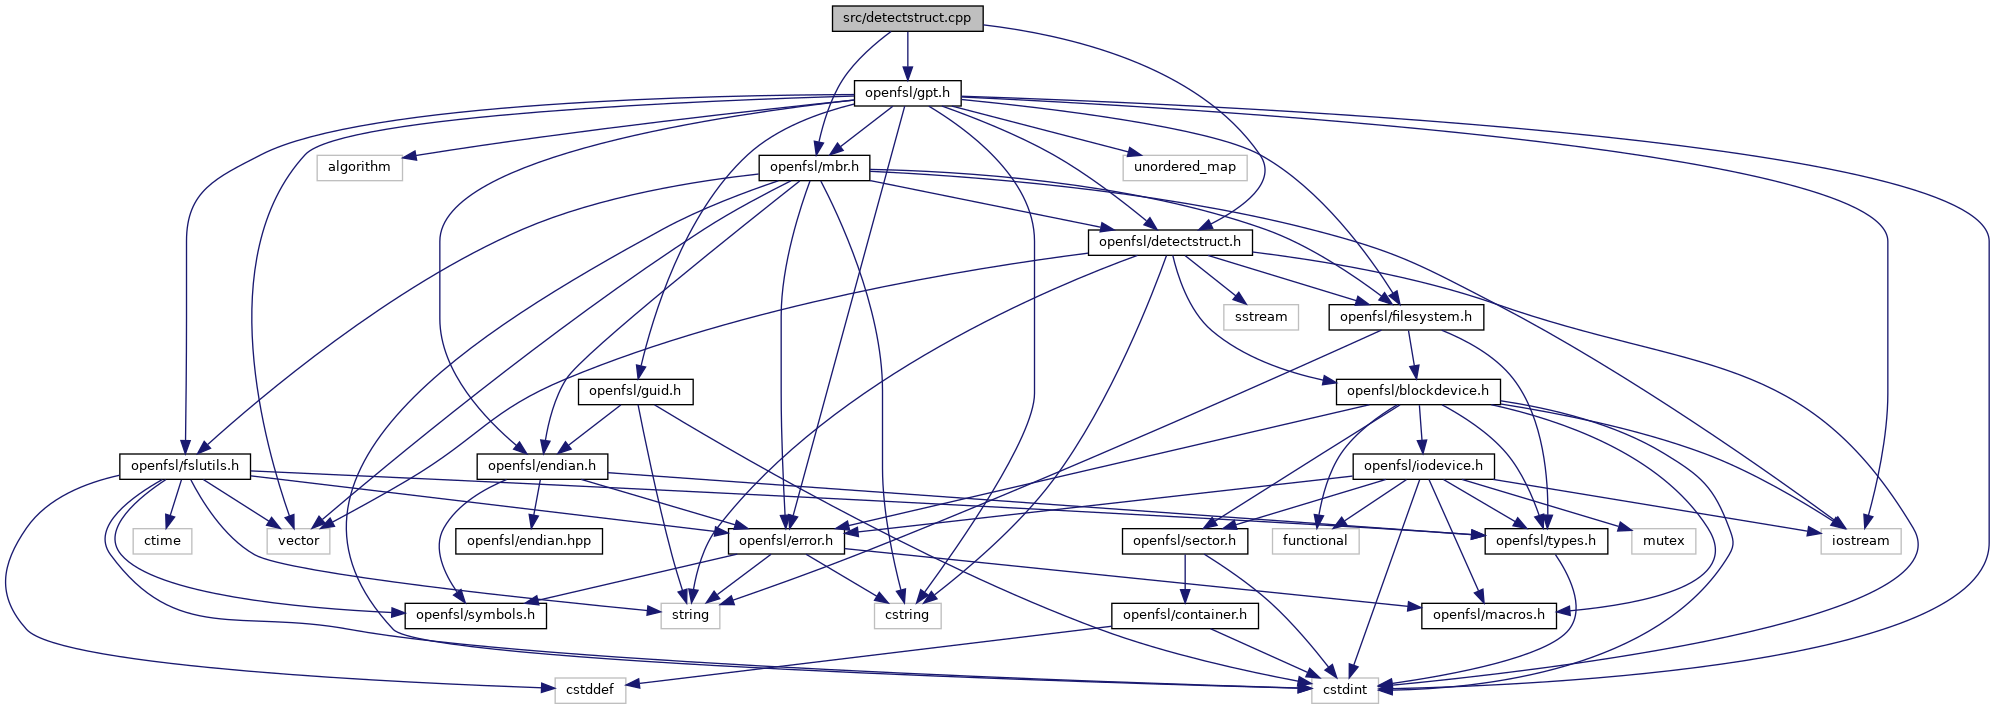 src/detectstruct.cpp
openfsl/gpt.h
algorithm
openfsl/mbr.h
unordered_map
openfsl/detectstruct.h
sstream
openfsl/filesystem.h
openfsl/guid.h
openfsl/blockdevice.h
openfsl/fslutils.h
openfsl/endian.h
openfsl/iodevice.h
ctime
vector
openfsl/endian.hpp
openfsl/error.h
openfsl/sector.h
functional
openfsl/types.h
mutex
iostream
openfsl/symbols.h
string
cstring
openfsl/container.h
openfsl/macros.h
cstddef
cstdint